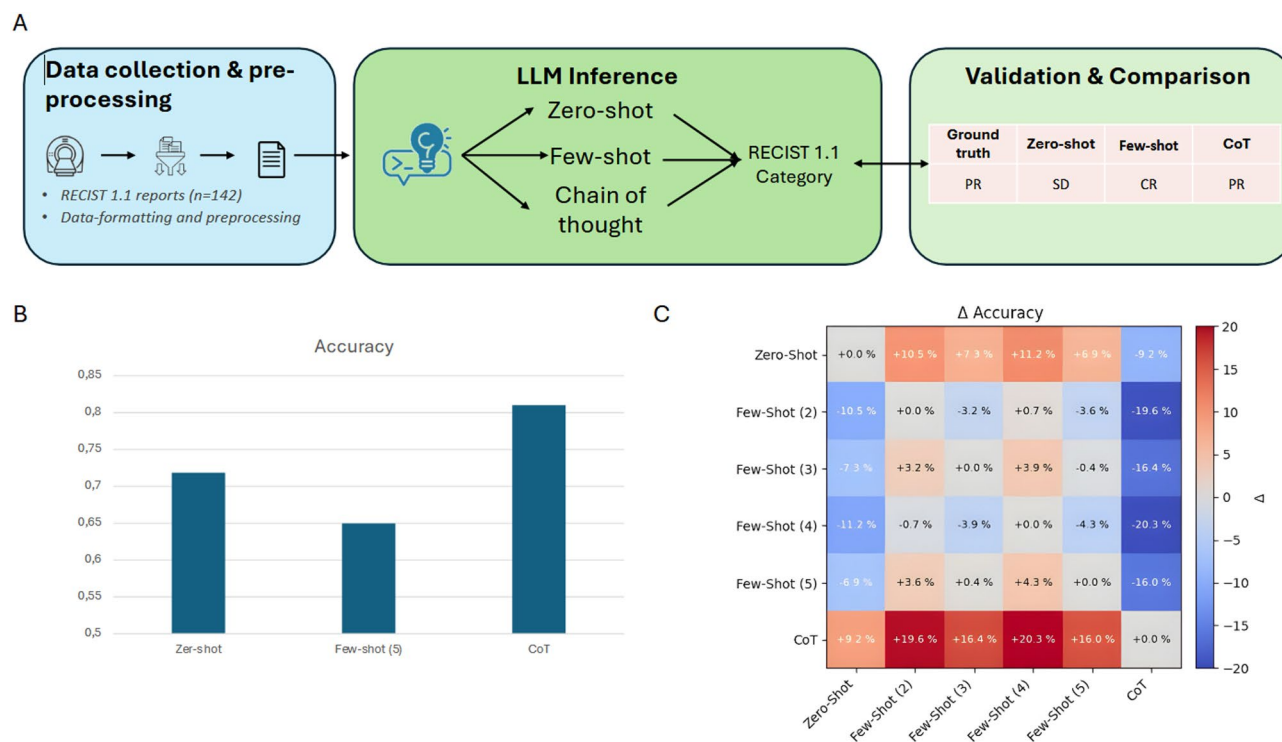 A
Data collection & pre-
processing
• RECIST 1.1 reports (n=142)
• Data-formatting and preprocessing
LLM Inference
Zero-shot
Few-shot
Chain of
thought
RECIST 1.1
Category
Validation & Comparison
Ground truth Zero-shot Few-shot CoT
PR SD CR PR
B
Accuracy
0,85
0,8
0,75
0,7
0,65
0,6
0,55
0,5
Zer-shot Few-shot (5) CoT
C
Δ Accuracy
Zero-Shot +0.0 % +10.5 % +7.3 % +11.2 % +6.9 % -9.2 %
Few-Shot (2) -10.5 % +0.0 % -3.2 % +0.7 % -3.6 % -19.6 %
Few-Shot (3) -7.3 % +3.2 % +0.0 % +3.9 % -0.4 % -16.4 %
Few-Shot (4) -11.2 % -0.7 % -3.9 % +0.0 % -4.3 % -20.3 %
Few-Shot (5) -6.9 % +3.6 % +0.4 % +4.3 % +0.0 % -16.0 %
CoT +9.2 % +19.6 % +16.4 % +20.3 % +16.0 % +0.0 %
Zero-Shot Few-Shot (2) Few-Shot (3) Few-Shot (4) Few-Shot (5) CoT
20
15
10
5
0
−5
−10
−15
−20
Δ